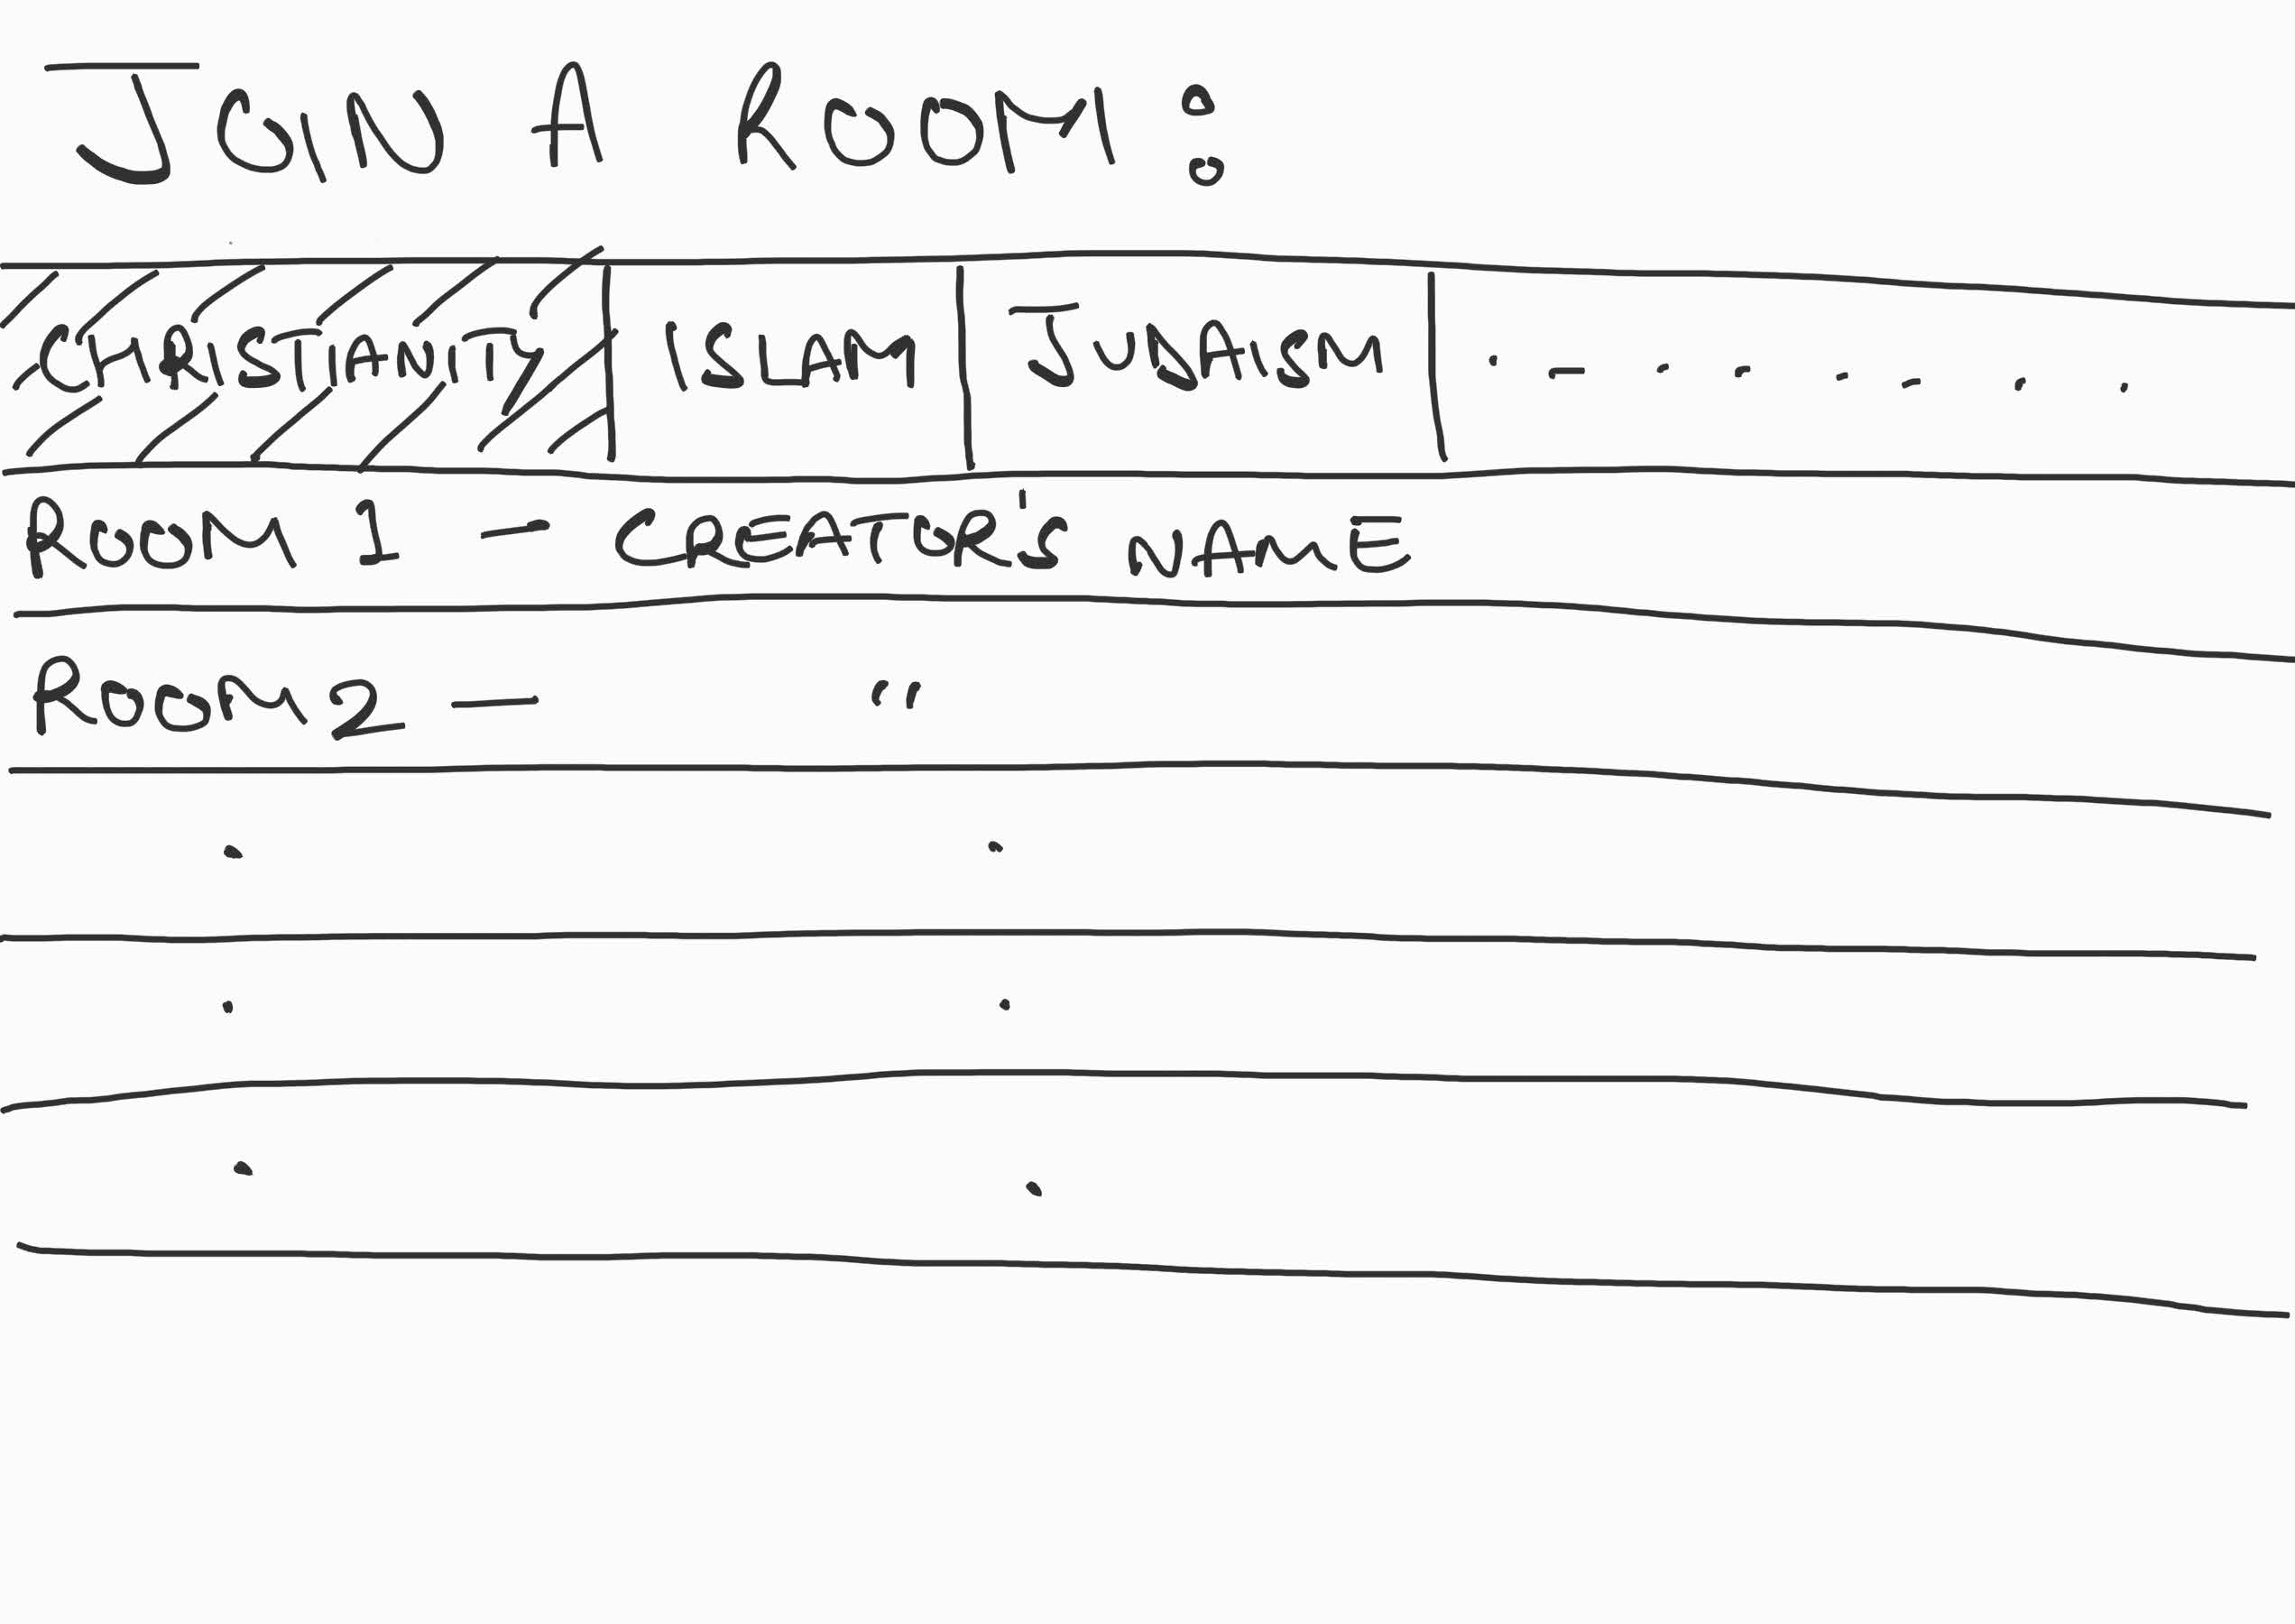 JOIN A ROOM:
CHRISTIANITY ISLAM JUDAISM . - . . . . . .
ROOM 1 — CREATOR'S NAME
ROOM 2 — "
. .
. .
. .